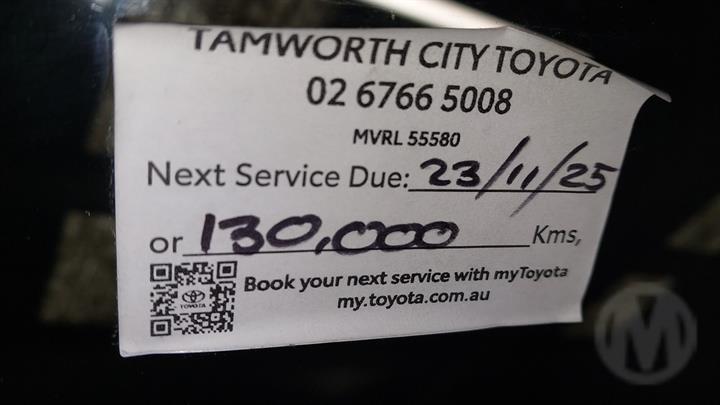 TAMWORTH CITY TOYOTA
02 6766 5008
MVRL 55580
Next Service Due: 23/11/25
or 130,000 Kms,
TOYOTA
Book your next service with myToyota
my.toyota.com.au
M